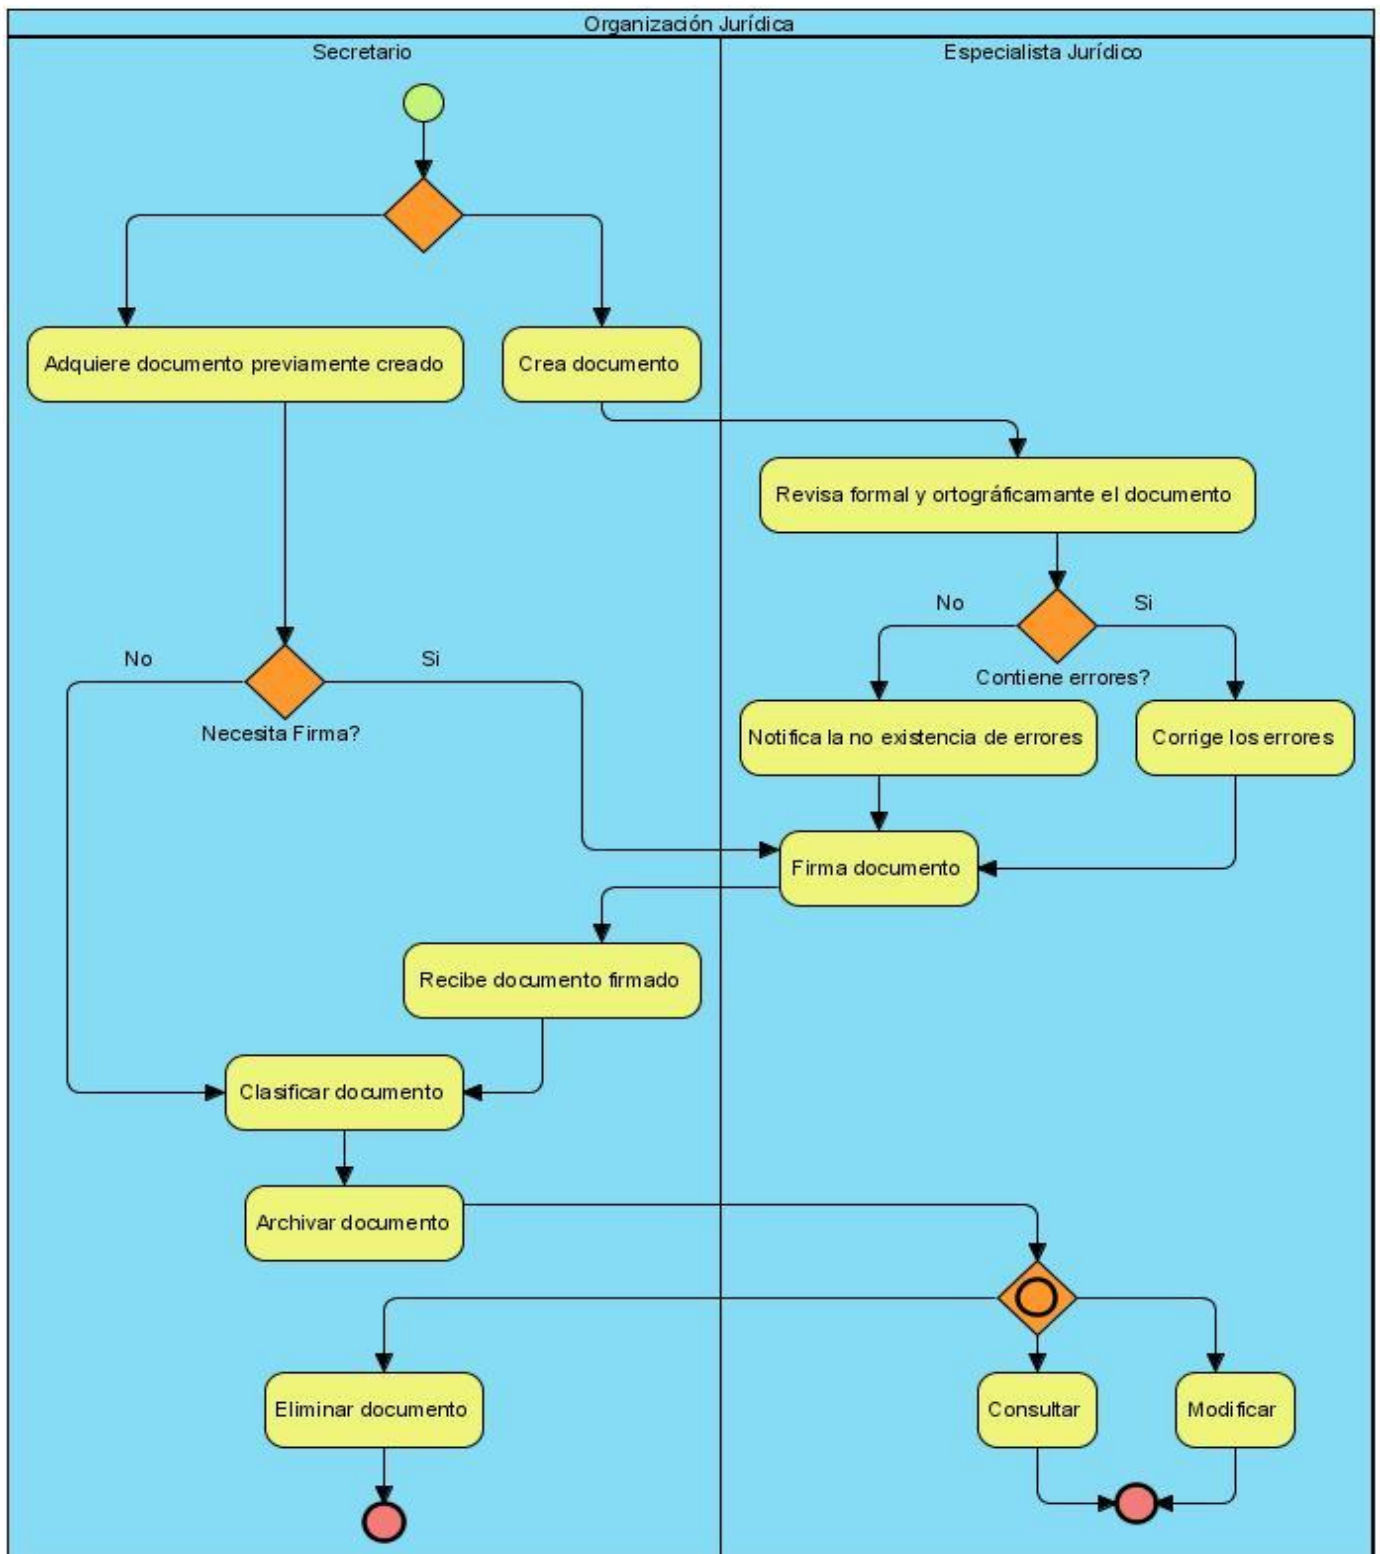 Organización Jurídica
Secretario
Especialista Jurídico
Adquiere documento previamente creado
Crea documento
Revisa formal y ortográficamante el documento
No
Si
Contiene errores?
No
Si
Necesita Firma?
Notifica la no existencia de errores
Corrige los errores
Firma documento
Recibe documento firmado
Clasificar documento
Archivar documento
Eliminar documento
Consultar
Modificar